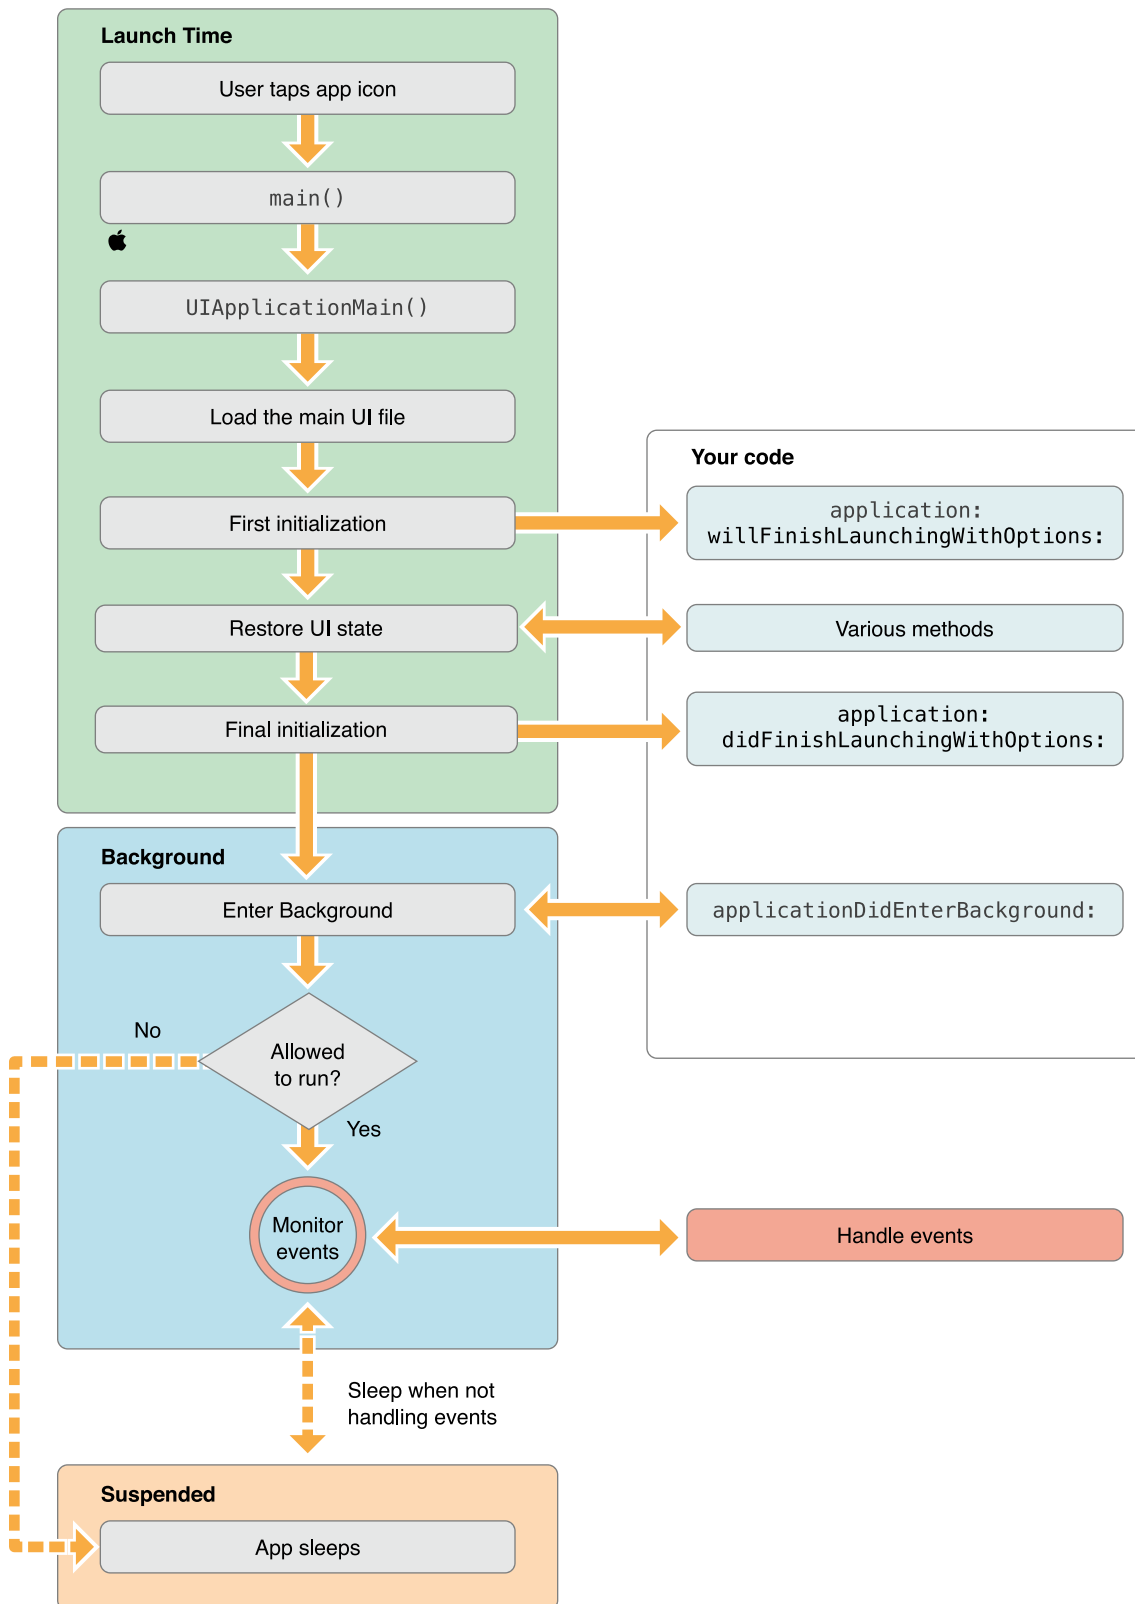 Launch Time
User taps app icon
main()
UIApplicationMain()
Load the main UI file
Your code
First initialization
application:
willFinishLaunchingWithOptions:
Restore UI state
Various methods
Final initialization
application:
didFinishLaunchingWithOptions:
Background
Enter Background
applicationDidEnterBackground:
No
Allowed
to run?
Yes
Monitor
events
Handle events
Sleep when not
handling events
Suspended
App sleeps